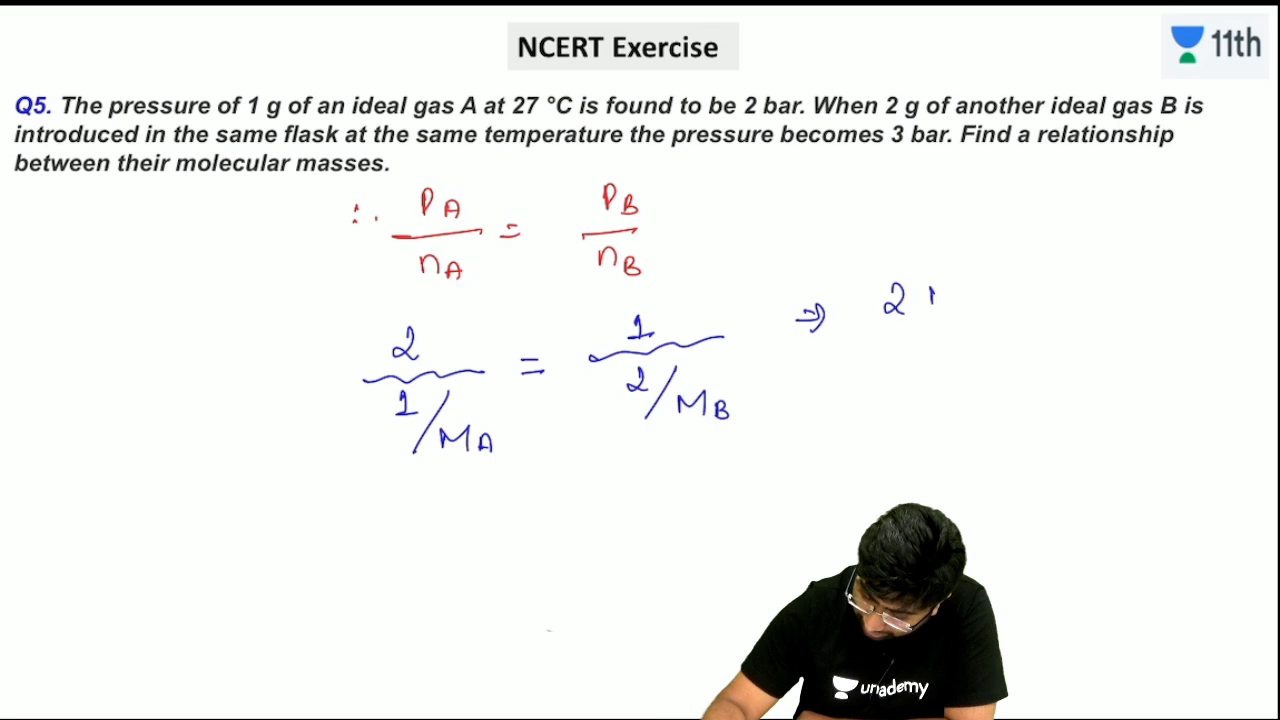 NCERT Exercise
11th
Q5. The pressure of 1 g of an ideal gas A at 27 °C is found to be 2 bar. When 2 g of another ideal gas B is
introduced in the same flask at the same temperature the pressure becomes 3 bar. Find a relationship
between their molecular masses.
∴ PA = PB
nA nB
2 = 1 ⇒ 2
1/MA 2/MB
unademy